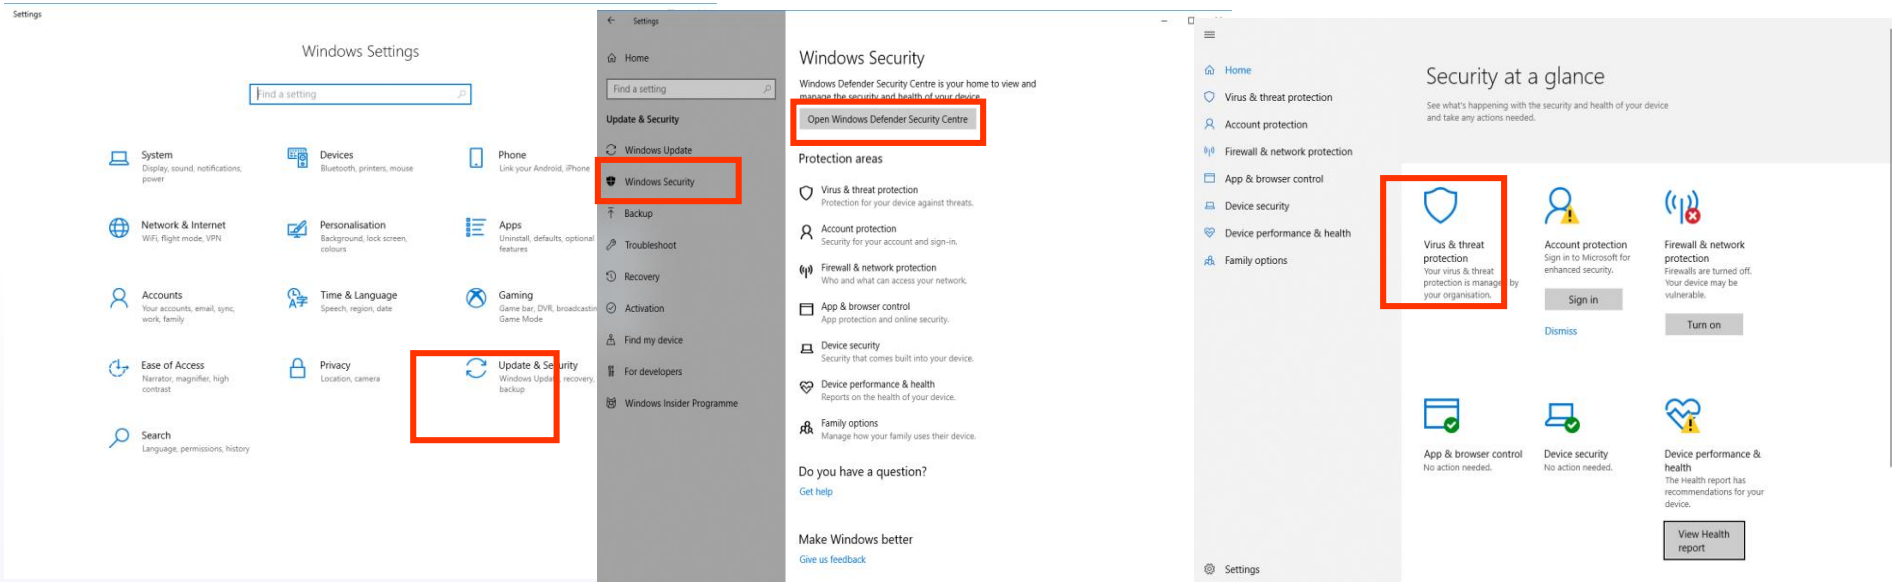 Settings
Windows Settings
Find a setting
System
Display, sound, notifications,
power
Devices
Bluetooth, printers, mouse
Phone
Link your Android, iPhone
Network & Internet
WiFi, flight mode, VPN
Personalisation
Background, lock screen,
colours
Apps
Uninstall, defaults, optional
features
Accounts
Your accounts, email, sync,
work, family
Time & Language
Speech, region, date
Gaming
Game bar, DVR, broadcastin
Game Mode
Ease of Access
Narrator, magnifier, high
contrast
Privacy
Location, camera
Update & Security
Windows Update, recovery,
backup
Search
Language, permissions, history
Settings
Home
Find a setting
Update & Security
Windows Update
Windows Security
Backup
Troubleshoot
Recovery
Activation
Find my device
For developers
Windows Insider Programme
Windows Security
Windows Defender Security Centre is your home to view and
manage the security and health of your device.
Open Windows Defender Security Centre
Protection areas
Virus & threat protection
Protection for your device against threats.
Account protection
Security for your account and sign-in.
Firewall & network protection
Who and what can access your network.
App & browser control
App protection and online security.
Device security
Security that comes built into your device.
Device performance & health
Reports on the health of your device.
Family options
Manage how your family uses their device.
Do you have a question?
Get help
Make Windows better
Give us feedback
Home
Virus & threat protection
Account protection
Firewall & network protection
App & browser control
Device security
Device performance & health
Family options
Settings
Security at a glance
See what's happening with the security and health of your device
and take any actions needed.
Virus & threat
protection
Your virus & threat
protection is managed by
your organisation.
Account protection
Sign in to Microsoft for
enhanced security.
Sign in
Dismiss
Firewall & network
protection
Firewalls are turned off.
Your device may be
vulnerable.
Turn on
App & browser control
No action needed.
Device security
No action needed.
Device performance &
health
The Health report has
recommendations for your
device.
View Health
report